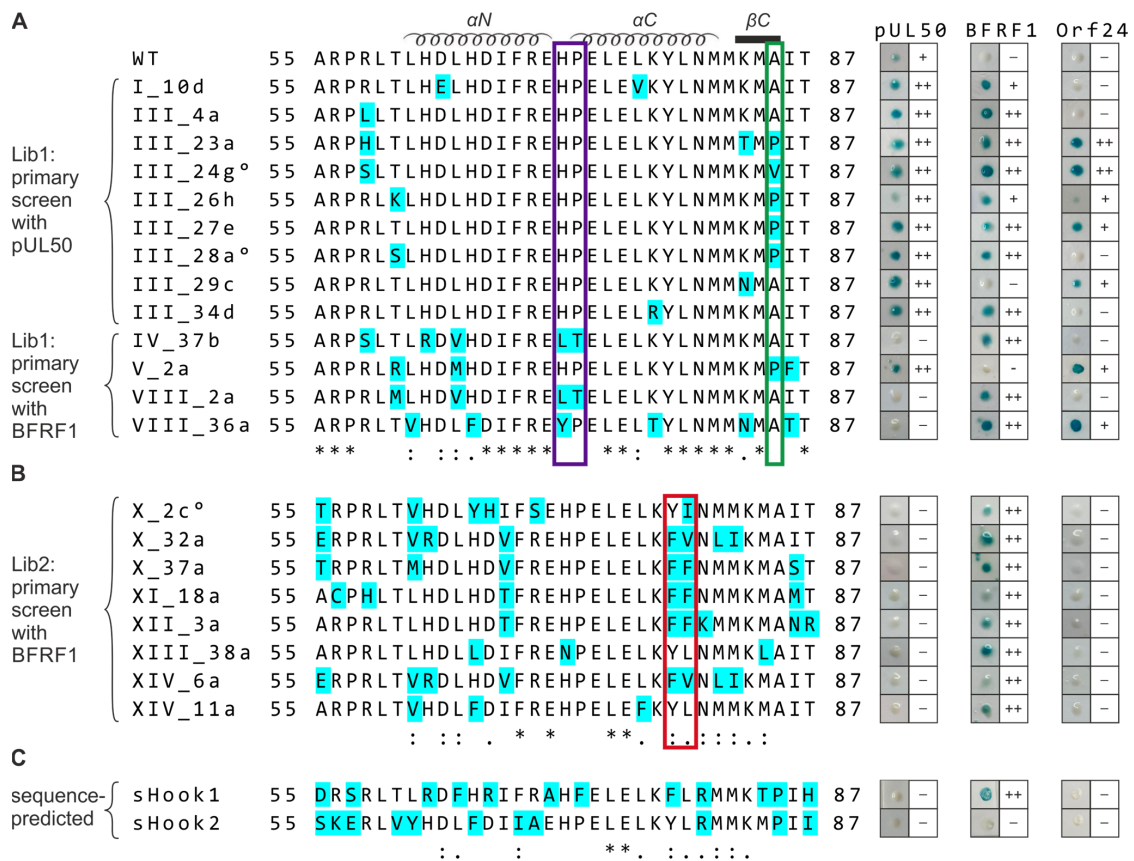 A
αN αC βC
pUL50 BFRF1 Orf24
WT 55 ARPRLTLHDLHDIFREHPELELKYLNMMKMAIT 87 + – –
I_10d 55 ARPRLTLHELHDIFREHPELEVKYLNMMKMAIT 87 ++ + –
III_4a 55 ARPLLTLHDLHDIFREHPELELKYLNMMKMAIT 87 ++ ++ –
III_23a 55 ARPHLTLHDLHDIFREHPELELKYLNMMTMPIT 87 ++ ++ ++
III_24g° 55 ARPSLTLHDLHDIFREHPELELKYLNMMKMVIT 87 ++ ++ ++
III_26h 55 ARPRLKLHDLHDIFREHPELELKYLNMMKMPIT 87 + + +
III_27e 55 ARPRLTLHDLHDIFREHPELELKYLNMMKMPIT 87 ++ ++ +
III_28a° 55 ARPRLSLHDLHDIFREHPELELKYLNMMKMPIT 87 ++ ++ –
III_29c 55 ARPRLTLHDLHDIFREHPELELKYLNMMNMAIT 87 ++ – +
III_34d 55 ARPRLTLHDLHDIFREHPELELRYLNMMKMAIT 87 ++ ++ –
Lib1:
primary
screen
with
pUL50
IV_37b 55 ARPSLTLRDVHDIFRELTELELKYLNMMKMAIT 87 – ++ –
V_2a 55 ARPRLRLHDMHDIFREHPELELKYLNMMKMPFT 87 ++ - +
VIII_2a 55 ARPRLMLHDVHDIFRELTELELKYLNMMKMAIT 87 – ++ –
VIII_36a 55 ARPRLTVHDLFDIFREYPELELTYLNMMNMATT 87 – ++ +
Lib1:
primary
screen
with
BFRF1
*** : ::.***** **: *****.* *
B
X_2c° 55 TRPRLTVHDLYHIFSEHPELELKYINMMKMAIT 87 – ++ –
X_32a 55 ERPRLTVRDLHDVFREHPELELKFVNLIKMAIT 87 – ++ –
X_37a 55 TRPRLTMHDLHDVFREHPELELKFFNMMKMAST 87 – ++ –
XI_18a 55 ACPHLTLHDLHDTFREHPELELKFFNMMKMAMT 87 – ++ –
XII_3a 55 ARPRLTLHDLHDTFREHPELELKFFKMMKMANR 87 – ++ –
XIII_38a 55 ARPRLTLHDLLDIFRENPELELKYLNMMKLAIT 87 – ++ –
XIV_6a 55 ERPRLTVRDLHDVFREHPELELKFVNLIKMAIT 87 – ++ –
XIV_11a 55 ARPRLTVHDLFDIFREHPELEFKYLNMMKMAIT 87 – ++ –
Lib2:
primary
screen
with
BFRF1
: :: . * * **. :.::::.:
C
sHook1 55 DRSRLTLRDFHRIFRAHFELELKFLRMMKTPIH 87 – ++ –
sHook2 55 SKERLVYHDLFDIIAEHPELELKYLRMMKMPII 87 – – –
sequence-
predicted
:. : **. :.::.